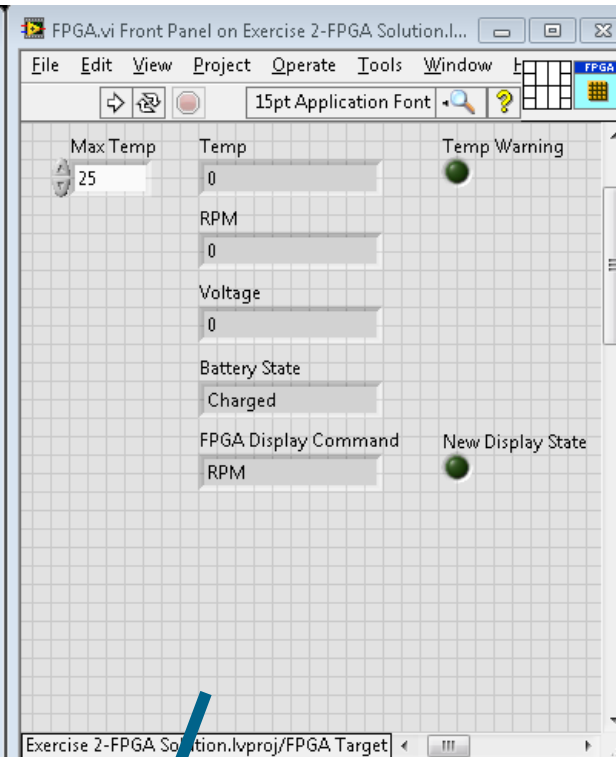 FPGA.vi Front Panel on Exercise 2-FPGA Solution.l...
File Edit View Project Operate Tools Window
15pt Application Font
FPGA
Max Temp Temp Temp Warning
25 0
RPM
0
Voltage
0
Battery State
Charged
FPGA Display Command New Display State
RPM
Exercise 2-FPGA Solution.lvproj/FPGA Target